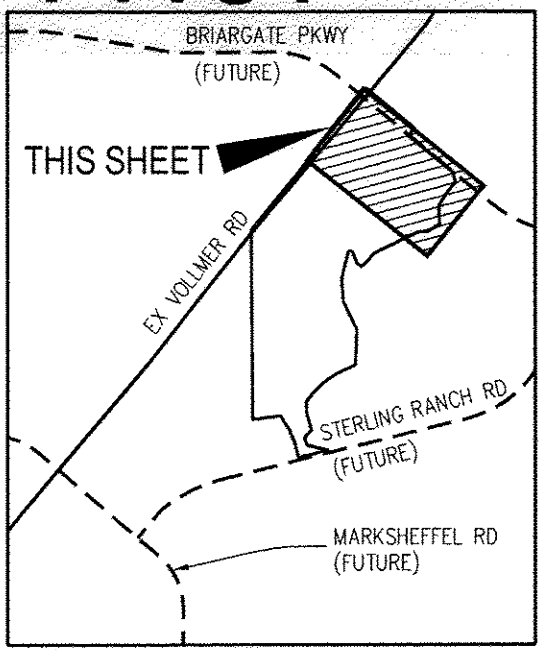 BRIARGATE PKWY
(FUTURE)
THIS SHEET
EX VOLLMER RD
STERLING RANCH RD
(FUTURE)
MARKSHEFFEL RD
(FUTURE)